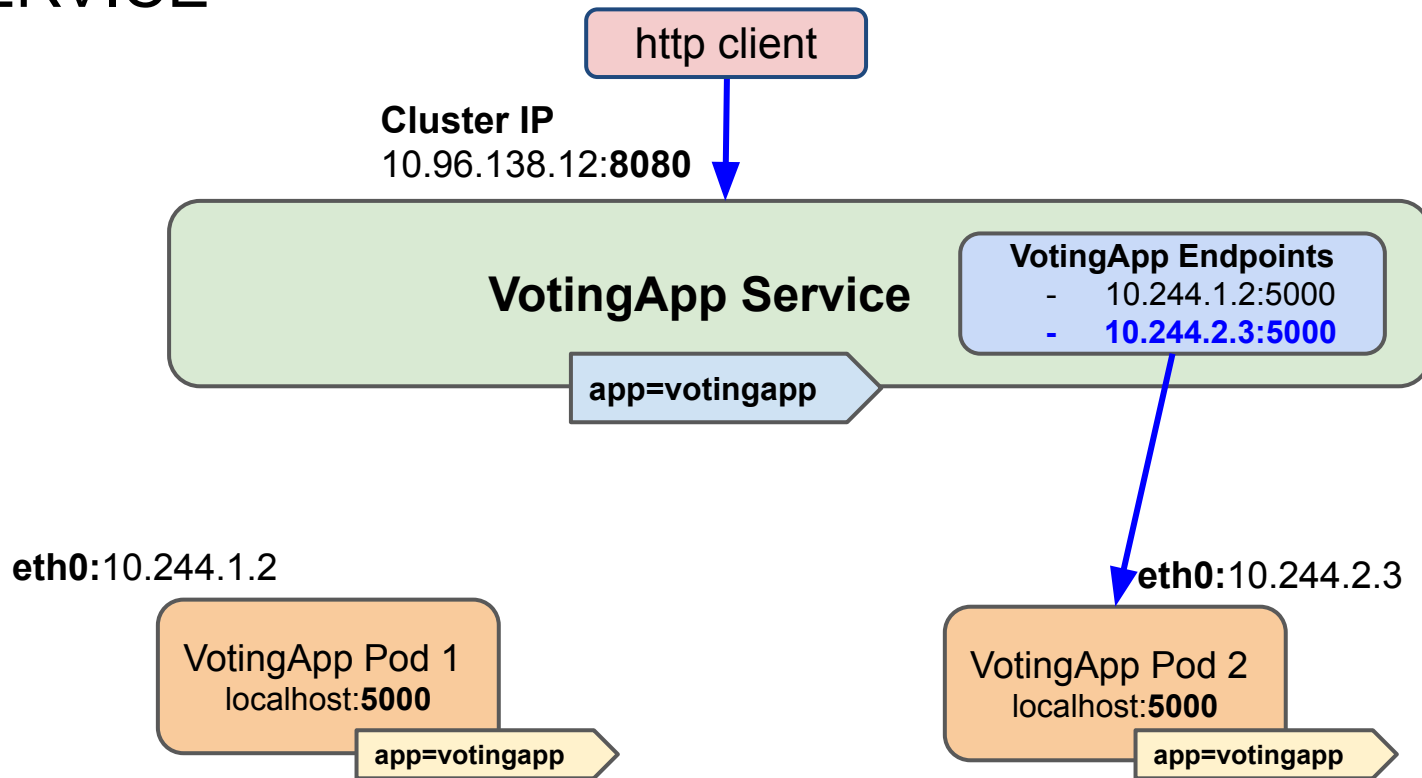 ERVICE
http client
Cluster IP
10.96.138.12:8080
VotingApp Service
VotingApp Endpoints
- 10.244.1.2:5000
- 10.244.2.3:5000
app=votingapp
eth0:10.244.1.2
eth0:10.244.2.3
VotingApp Pod 1
localhost:5000
app=votingapp
VotingApp Pod 2
localhost:5000
app=votingapp